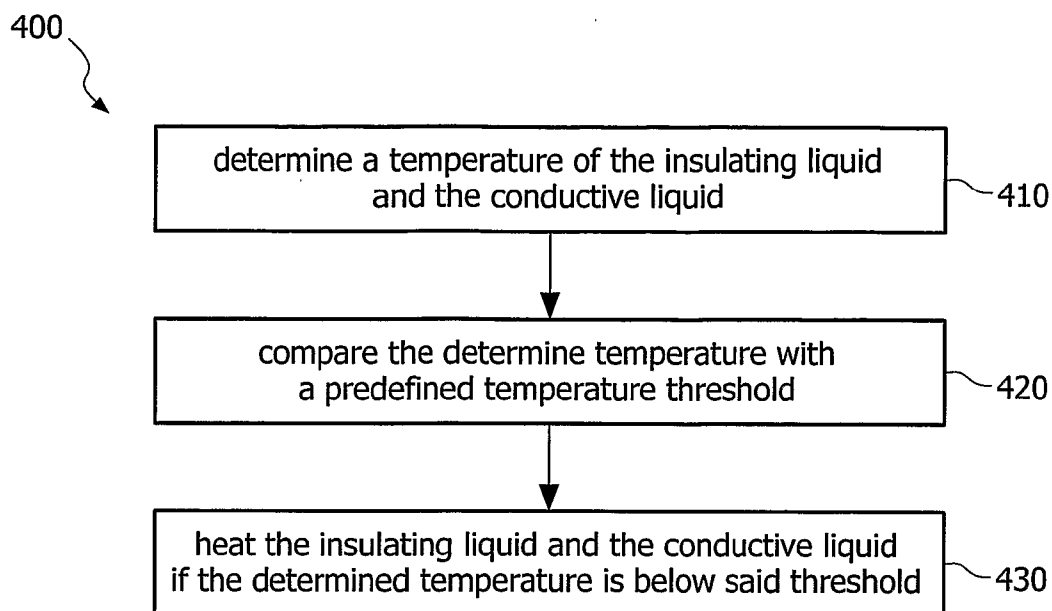 400
determine a temperature of the insulating liquid
and the conductive liquid
410
compare the determine temperature with
a predefined temperature threshold
420
heat the insulating liquid and the conductive liquid
if the determined temperature is below said threshold
430